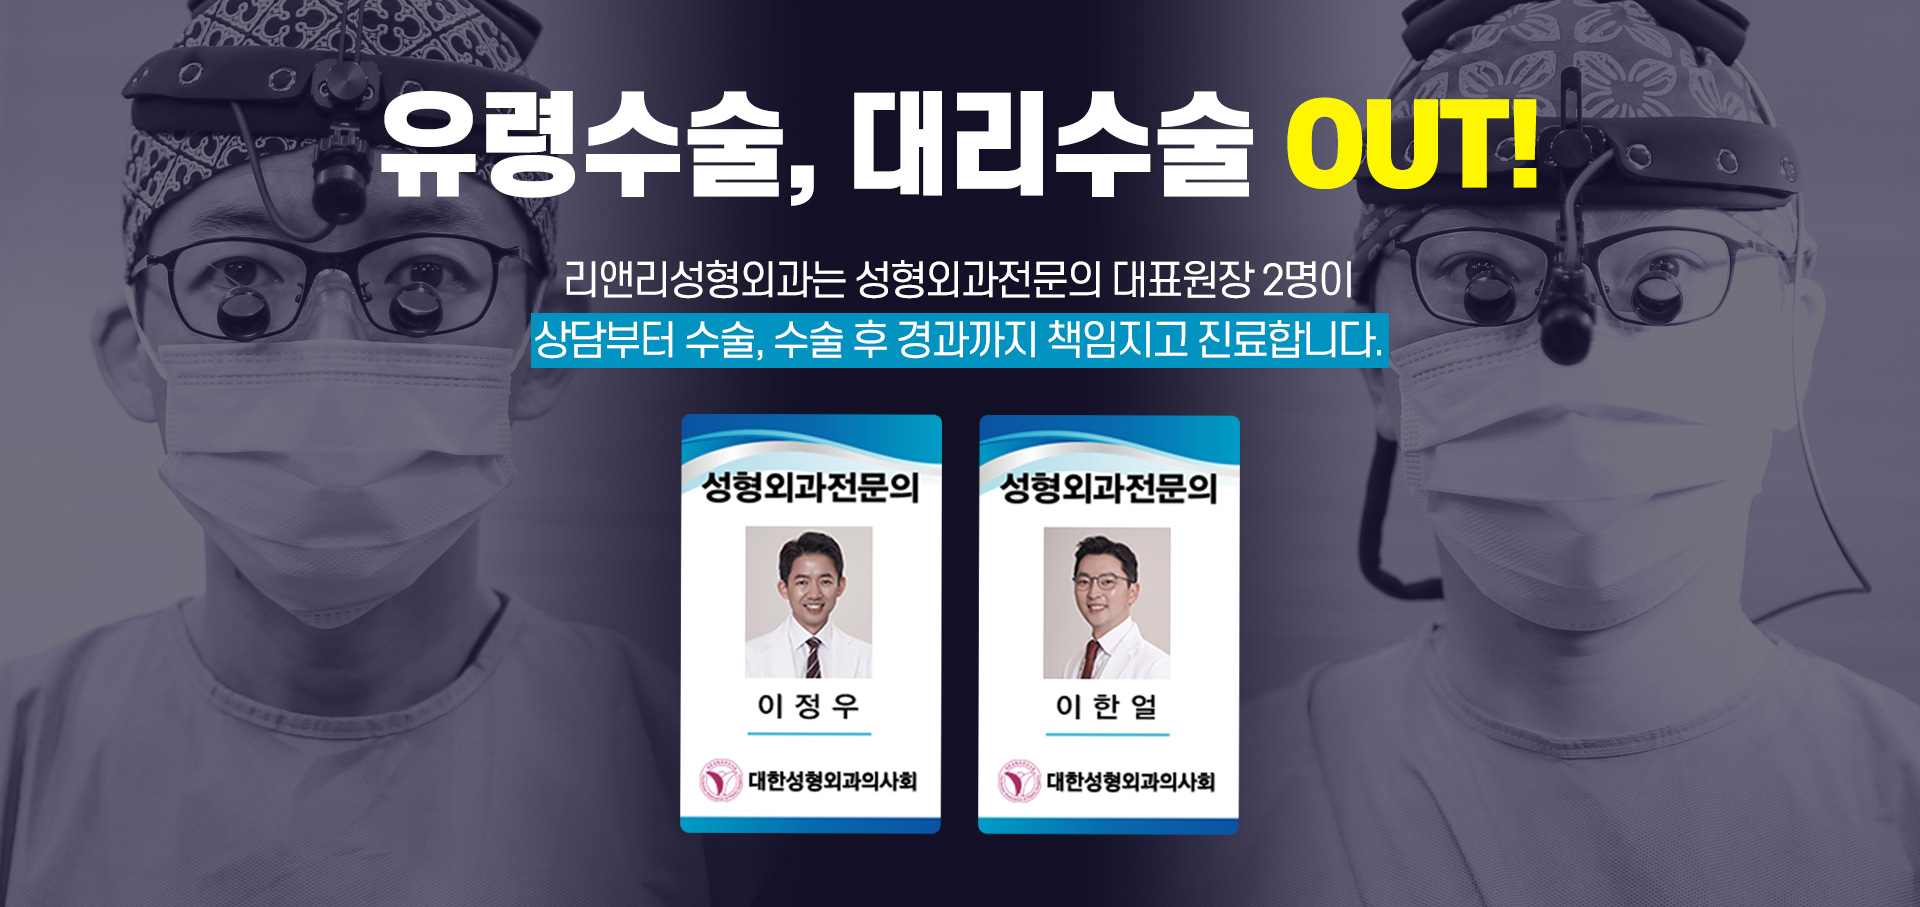 유령수술, 대리수술 OUT!
리앤리성형외과는 성형외과전문의 대표원장 2명이
상담부터 수술, 수술 후 경과까지 책임지고 진료합니다.
성형외과전문의
이정우
대한성형외과의사회
성형외과전문의
이한얼
대한성형외과의사회